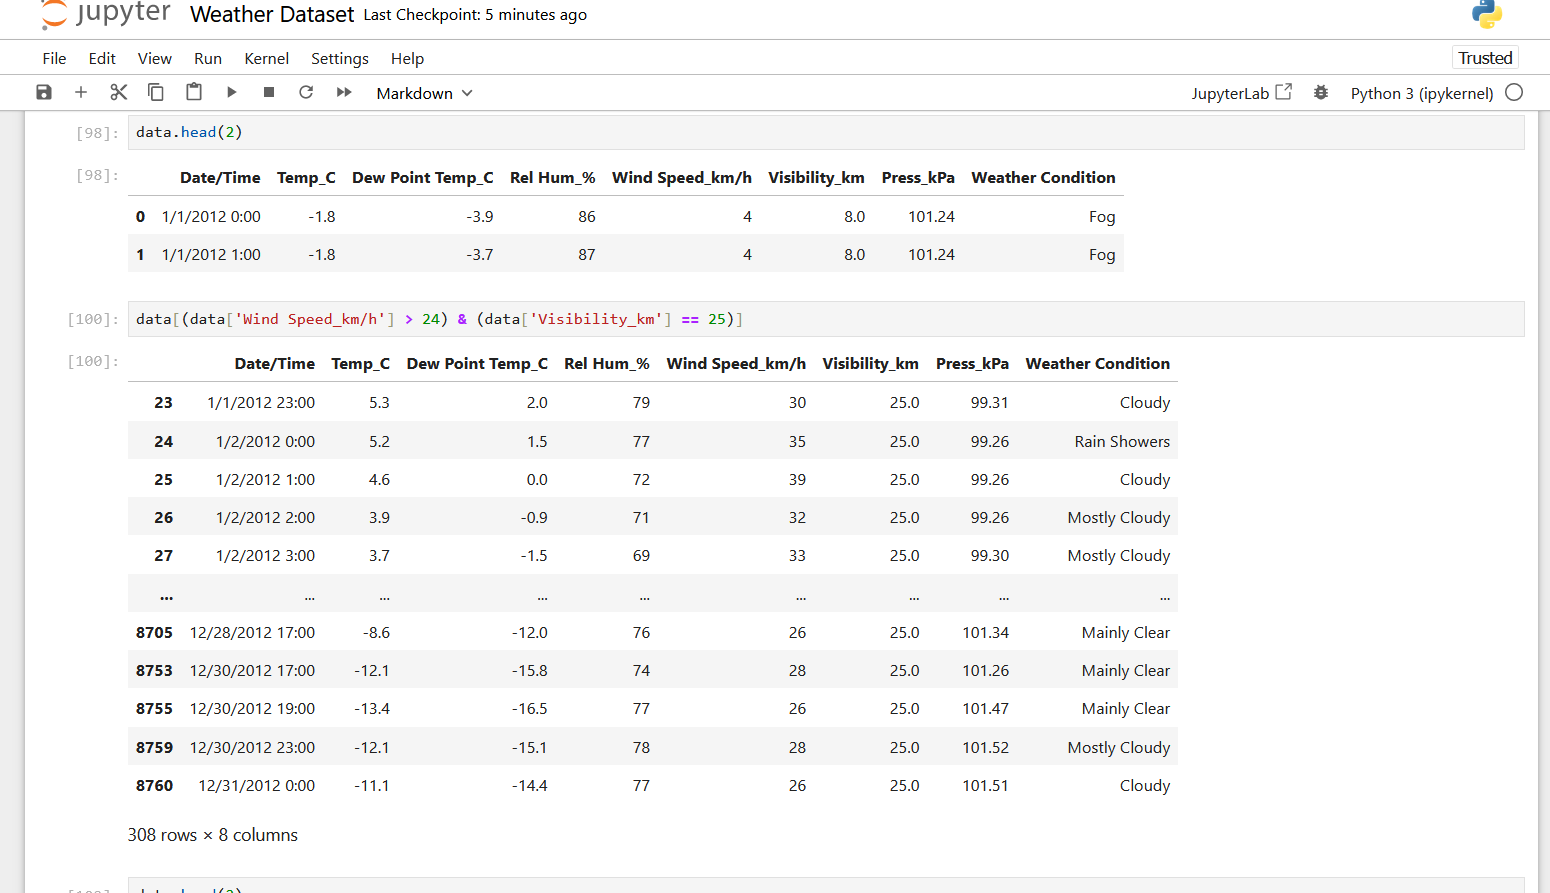 jupyter Weather Dataset Last Checkpoint: 5 minutes ago
File Edit View Run Kernel Settings Help Trusted
Markdown JupyterLab Python 3 (ipykernel)
[98]: data.head(2)
[98]: Date/Time Temp_C Dew Point Temp_C Rel Hum_% Wind Speed_km/h Visibility_km Press_kPa Weather Condition
0 1/1/2012 0:00 -1.8 -3.9 86 4 8.0 101.24 Fog
1 1/1/2012 1:00 -1.8 -3.7 87 4 8.0 101.24 Fog
[100]: data[(data['Wind Speed_km/h'] > 24) & (data['Visibility_km'] == 25)]
[100]: Date/Time Temp_C Dew Point Temp_C Rel Hum_% Wind Speed_km/h Visibility_km Press_kPa Weather Condition
23 1/1/2012 23:00 5.3 2.0 79 30 25.0 99.31 Cloudy
24 1/2/2012 0:00 5.2 1.5 77 35 25.0 99.26 Rain Showers
25 1/2/2012 1:00 4.6 0.0 72 39 25.0 99.26 Cloudy
26 1/2/2012 2:00 3.9 -0.9 71 32 25.0 99.26 Mostly Cloudy
27 1/2/2012 3:00 3.7 -1.5 69 33 25.0 99.30 Mostly Cloudy
... ... ... ... ... ... ... ... ...
8705 12/28/2012 17:00 -8.6 -12.0 76 26 25.0 101.34 Mainly Clear
8753 12/30/2012 17:00 -12.1 -15.8 74 28 25.0 101.26 Mainly Clear
8755 12/30/2012 19:00 -13.4 -16.5 77 26 25.0 101.47 Mainly Clear
8759 12/30/2012 23:00 -12.1 -15.1 78 28 25.0 101.52 Mostly Cloudy
8760 12/31/2012 0:00 -11.1 -14.4 77 26 25.0 101.51 Cloudy
308 rows × 8 columns